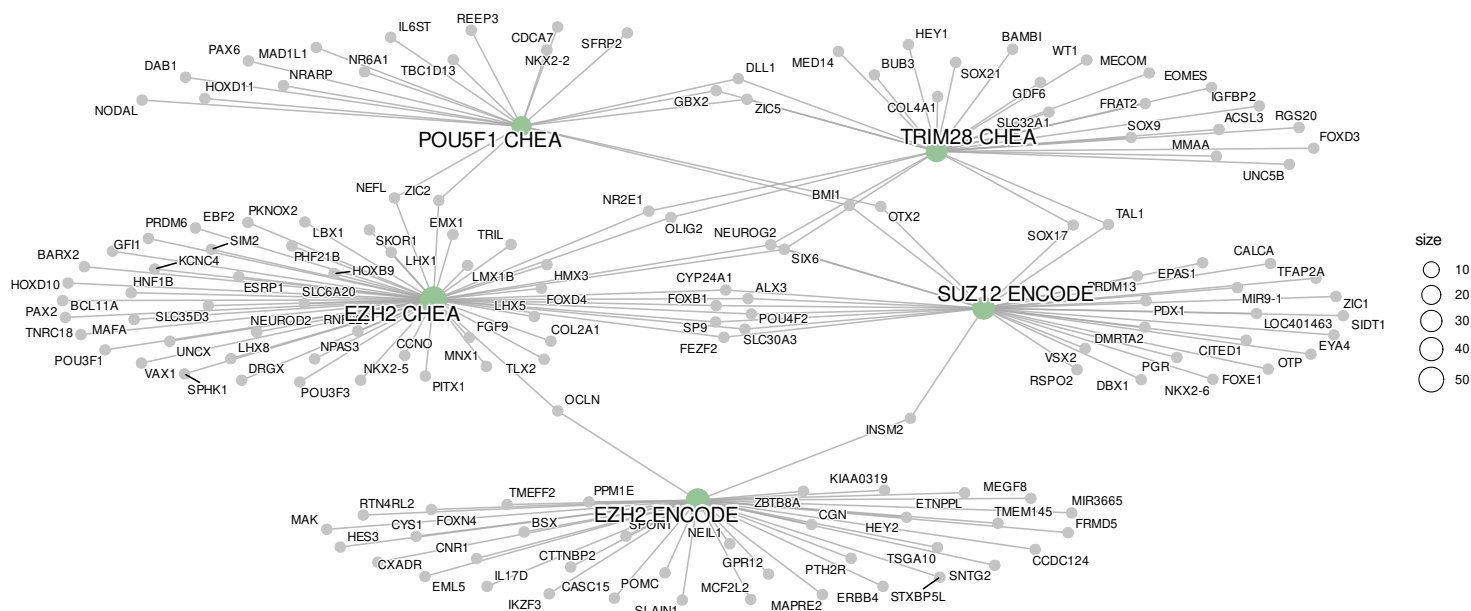 REEP3
IL6ST
CDCA7
SFRP2
PAX6
MAD1L1
NR6A1
NKX2-2
DAB1
NRARP
TBC1D13
HOXD11
NODAL
POU5F1 CHEA
DLL1
GBX2
ZIC5
HEY1
BAMBI
WT1
MED14
BUB3
SOX21
MECOM
EOMES
GDF6
COL4A1
FRAT2
IGFBP2
SLC32A1
ACSL3
RGS20
SOX9
TRIM28 CHEA
FOXD3
MMAA
UNC5B
NEFL
ZIC2
NR2E1
BMI1
OLIG2
OTX2
TAL1
NEUROG2
SOX17
SIX6
PKNOX2
EBF2
PRDM6
LBX1
EMX1
SKOR1
TRIL
GFI1
SIM2
BARX2
PHF21B
LHX1
KCNC4
HOXB9
LMX1B
HMX3
HOXD10
HNF1B
ESRP1
SLC6A20
BCL11A
LHX5
FOXD4
PAX2
SLC35D3
EZH2 CHEA
TNRC18
MAFA
NEUROD2
FGF9
COL2A1
UNCX
LHX8
NPAS3
CCNO
MNX1
POU3F1
VAX1
DRGX
NKX2-5
TLX2
SPHK1
POU3F3
PITX1
CYP24A1
ALX3
FOXB1
POU4F2
SP9
SLC30A3
FEZF2
CALCA
EPAS1
TFAP2A
PRDM13
SUZ12 ENCODE
MIR9-1
ZIC1
PDX1
SIDT1
LOC401463
DMRTA2
EYA4
CITED1
VSX2
PGR
OTP
RSPO2
FOXE1
DBX1
NKX2-6
OCLN
INSM2
KIAA0319
MEGF8
TMEFF2
PPM1E
RTN4RL2
ZBTB8A
ETNPPL
MIR3665
TMEM145
MAK
CYS1
FOXN4
BSX
EZH2 ENCODE
CGN
HEY2
FRMD5
SPON1
NEIL1
HES3
CNR1
CTTNBP2
CXADR
TSGA10
CCDC124
GPR12
PTH2R
SNTG2
EML5
IL17D
CASC15
POMC
MCF2L2
ERBB4
STXBP5L
IKZF3
SLAIN1
MAPRE2
size
10
20
30
40
50